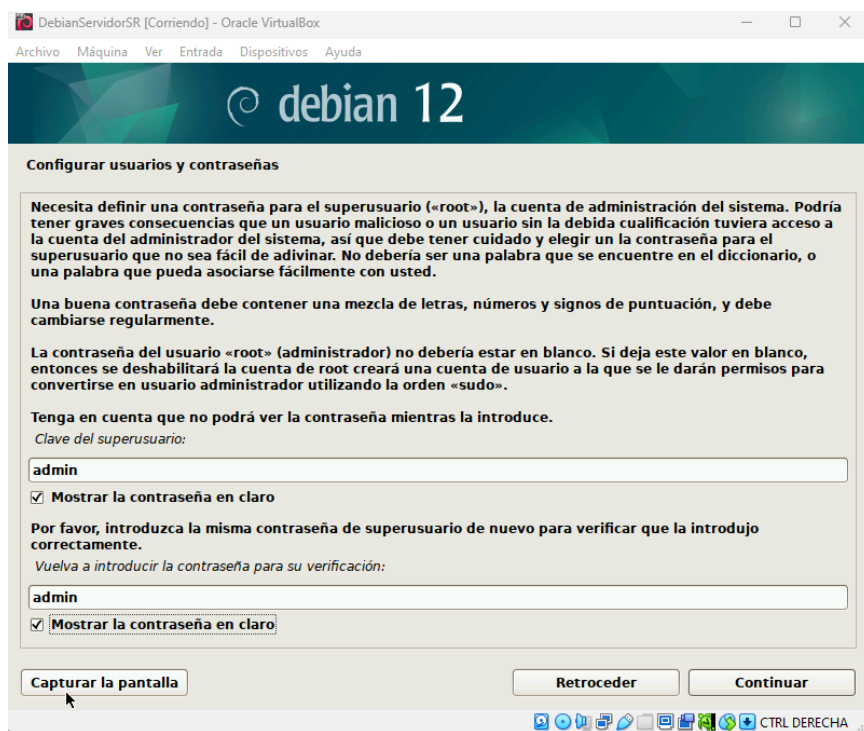 DebianServidorSR [Corriendo] - Oracle VirtualBox
Archivo Máquina Ver Entrada Dispositivos Ayuda
debian 12
Configurar usuarios y contraseñas
Necesita definir una contraseña para el superusuario («root»), la cuenta de administración del sistema. Podría
tener graves consecuencias que un usuario malicioso o un usuario sin la debida cualificación tuviera acceso a
la cuenta del administrador del sistema, así que debe tener cuidado y elegir un la contraseña para el
superusuario que no sea fácil de adivinar. No debería ser una palabra que se encuentre en el diccionario, o
una palabra que pueda asociarse fácilmente con usted.
Una buena contraseña debe contener una mezcla de letras, números y signos de puntuación, y debe
cambiarse regularmente.
La contraseña del usuario «root» (administrador) no debería estar en blanco. Si deja este valor en blanco,
entonces se deshabilitará la cuenta de root creará una cuenta de usuario a la que se le darán permisos para
convertirse en usuario administrador utilizando la orden «sudo».
Tenga en cuenta que no podrá ver la contraseña mientras la introduce.
Clave del superusuario:
admin
Mostrar la contraseña en claro
Por favor, introduzca la misma contraseña de superusuario de nuevo para verificar que la introdujo
correctamente.
Vuelva a introducir la contraseña para su verificación:
admin
Mostrar la contraseña en claro
Capturar la pantalla Retroceder Continuar
CTRL DERECHA